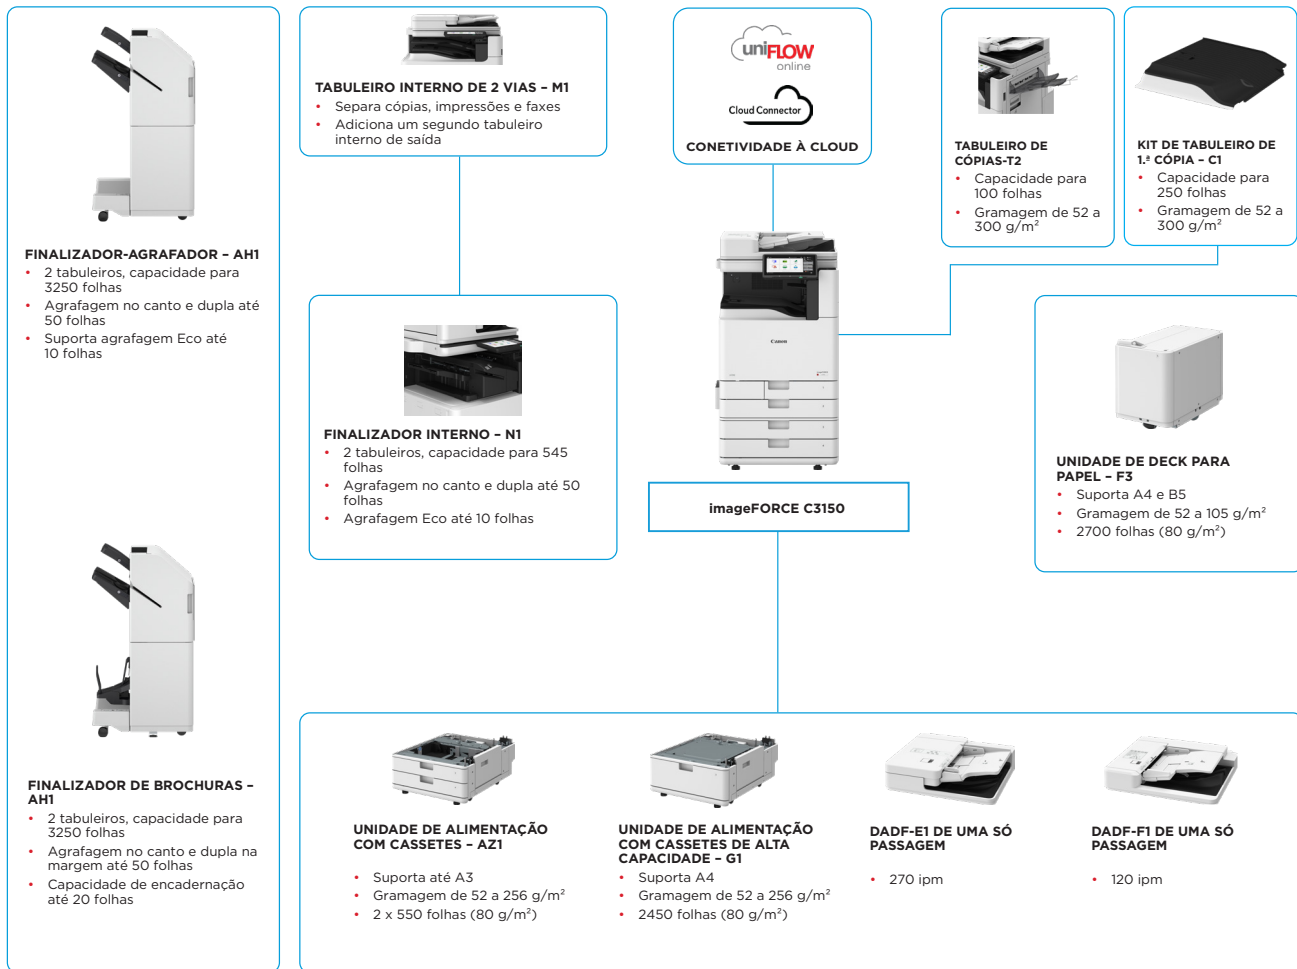 FINALIZADOR-AGRAFADOR – AH1
• 2 tabuleiros, capacidade para
3250 folhas
• Agrafagem no canto e dupla até
50 folhas
• Suporta agrafagem Eco até
10 folhas
FINALIZADOR DE BROCHURAS –
AH1
• 2 tabuleiros, capacidade para
3250 folhas
• Agrafagem no canto e dupla na
margem até 50 folhas
• Capacidade de encadernação
até 20 folhas
TABULEIRO INTERNO DE 2 VIAS – M1
• Separa cópias, impressões e faxes
• Adiciona um segundo tabuleiro
interno de saída
FINALIZADOR INTERNO – N1
• 2 tabuleiros, capacidade para 545
folhas
• Agrafagem no canto e dupla até 50
folhas
• Agrafagem Eco até 10 folhas
uniFLOW
online
Cloud Connector
CONETIVIDADE À CLOUD
Canon
imageFORCE C3150
TABULEIRO DE
CÓPIAS-T2
• Capacidade para
100 folhas
• Gramagem de 52 a
300 g/m²
KIT DE TABULEIRO DE
1.ª CÓPIA – C1
• Capacidade para
250 folhas
• Gramagem de 52 a
300 g/m²
UNIDADE DE DECK PARA
PAPEL – F3
• Suporta A4 e B5
• Gramagem de 52 a 105 g/m²
• 2700 folhas (80 g/m²)
UNIDADE DE ALIMENTAÇÃO
COM CASSETES – AZ1
• Suporta até A3
• Gramagem de 52 a 256 g/m²
• 2 x 550 folhas (80 g/m²)
UNIDADE DE ALIMENTAÇÃO
COM CASSETES DE ALTA
CAPACIDADE – G1
• Suporta A4
• Gramagem de 52 a 256 g/m²
• 2450 folhas (80 g/m²)
DADF-E1 DE UMA SÓ
PASSAGEM
• 270 ipm
DADF-F1 DE UMA SÓ
PASSAGEM
• 120 ipm